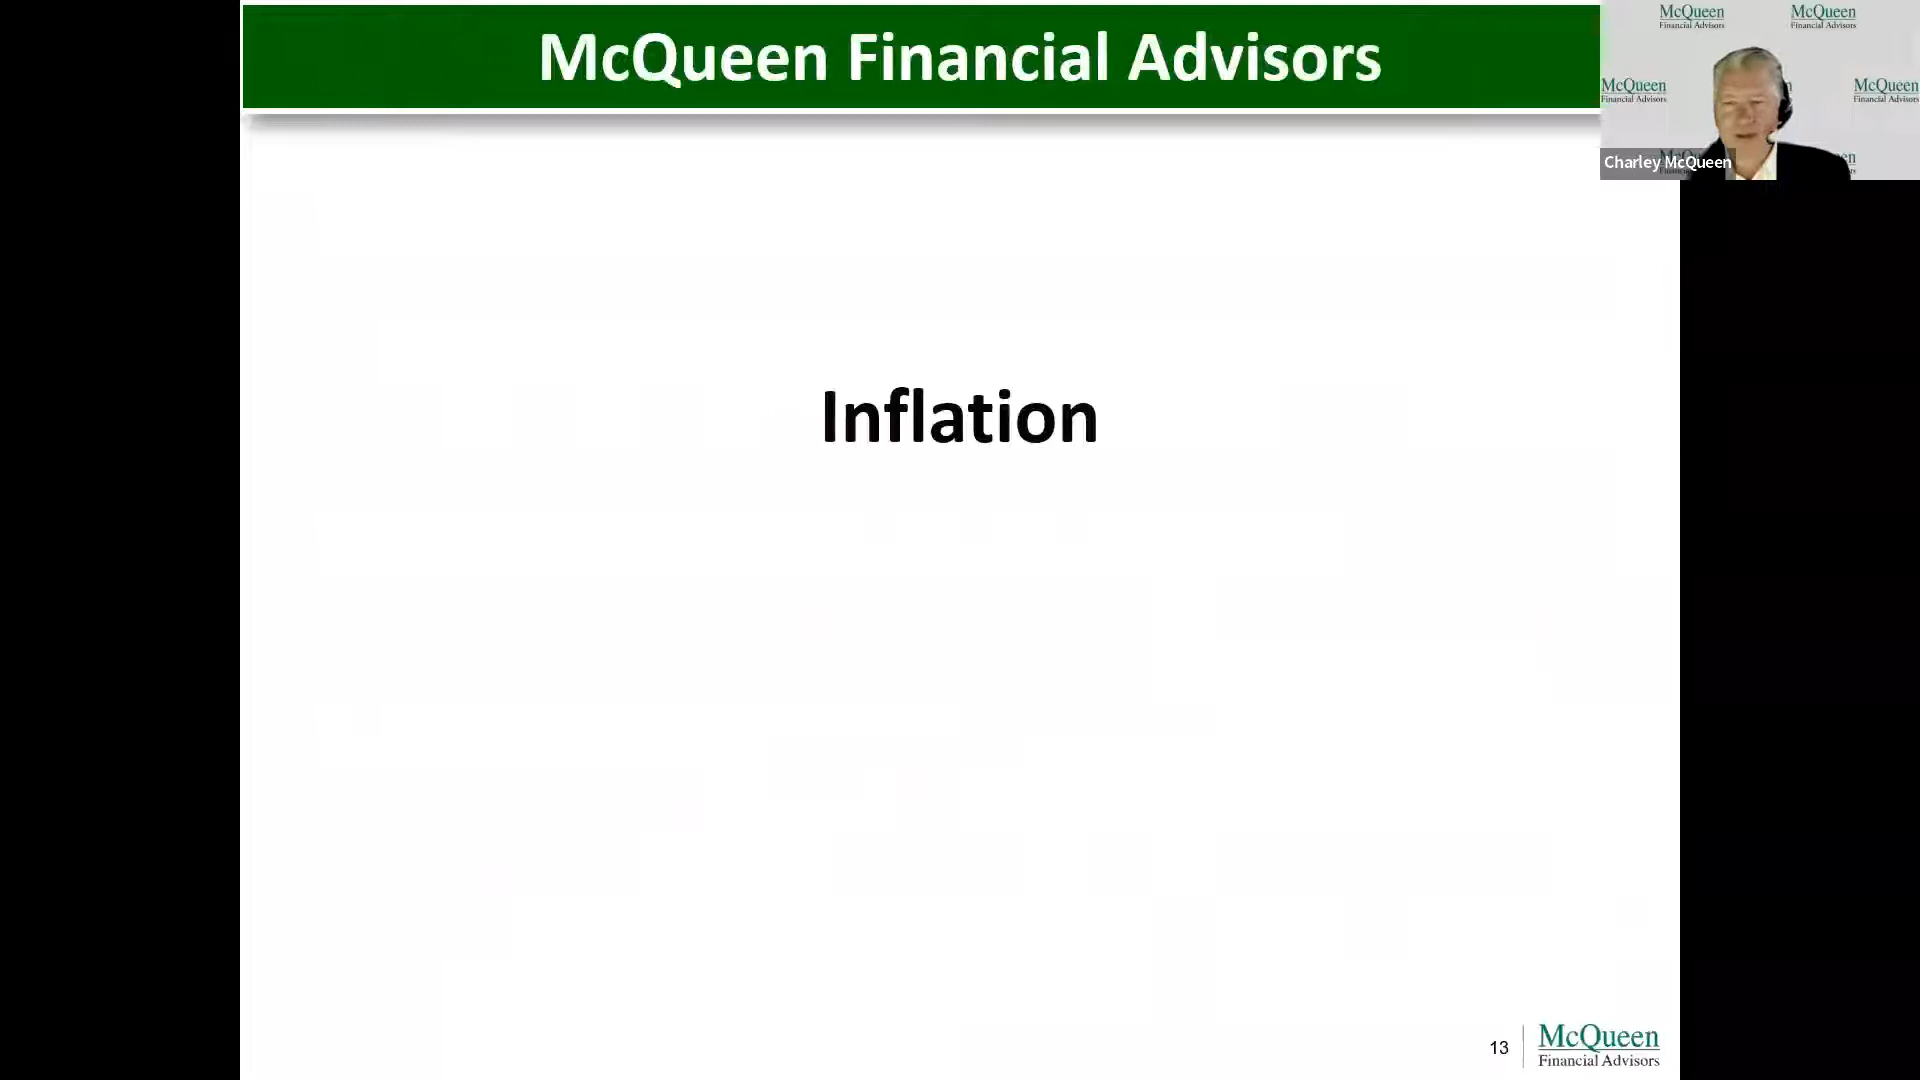 McQueen Financial Advisors
McQueen
Financial Advisors
McQueen
Financial Advisors
McQueen
Financial Advisors
McQueen
Financial Advisors
Charley McQueen
Inflation
13
McQueen
Financial Advisors